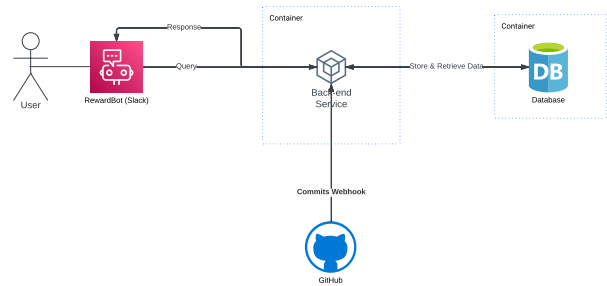 Response
Container
Container
Query
Store & Retrieve Data
DB
Back-end
Service
User
RewardBot (Slack)
Database
Commits Webhook
GitHub